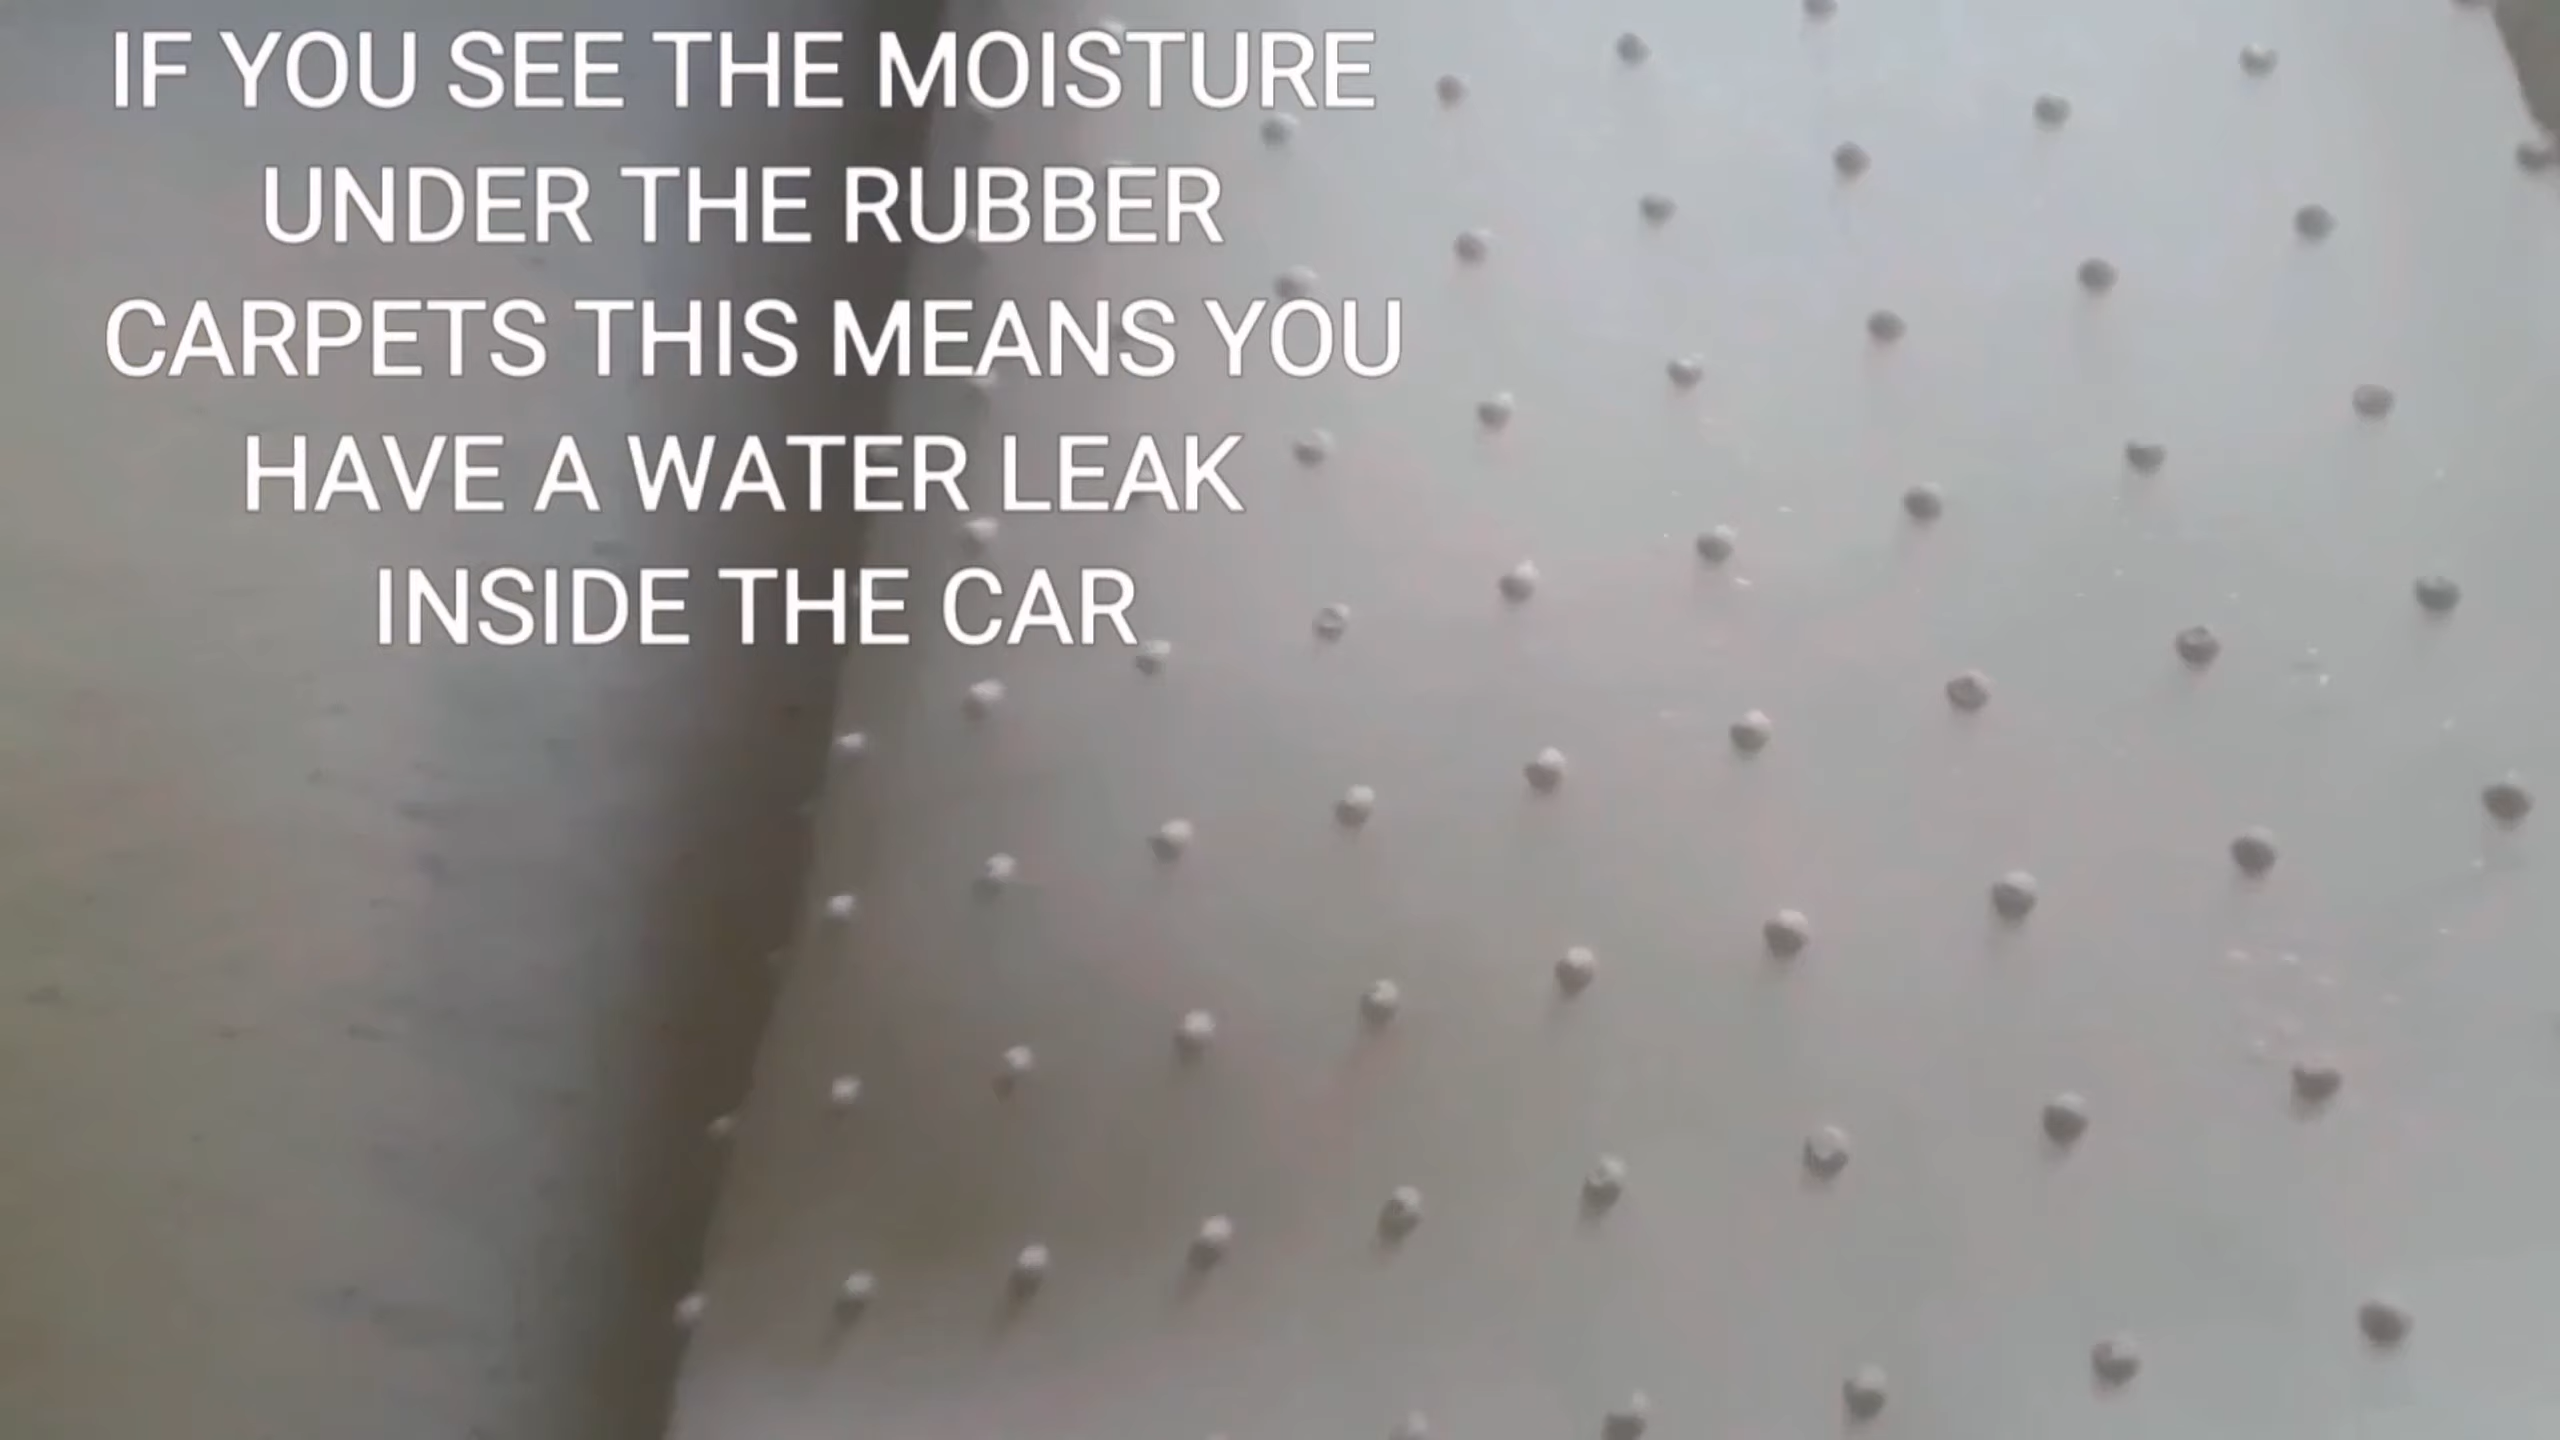 IF YOU SEE THE MOISTURE
UNDER THE RUBBER
CARPETS THIS MEANS YOU
HAVE A WATER LEAK
INSIDE THE CAR